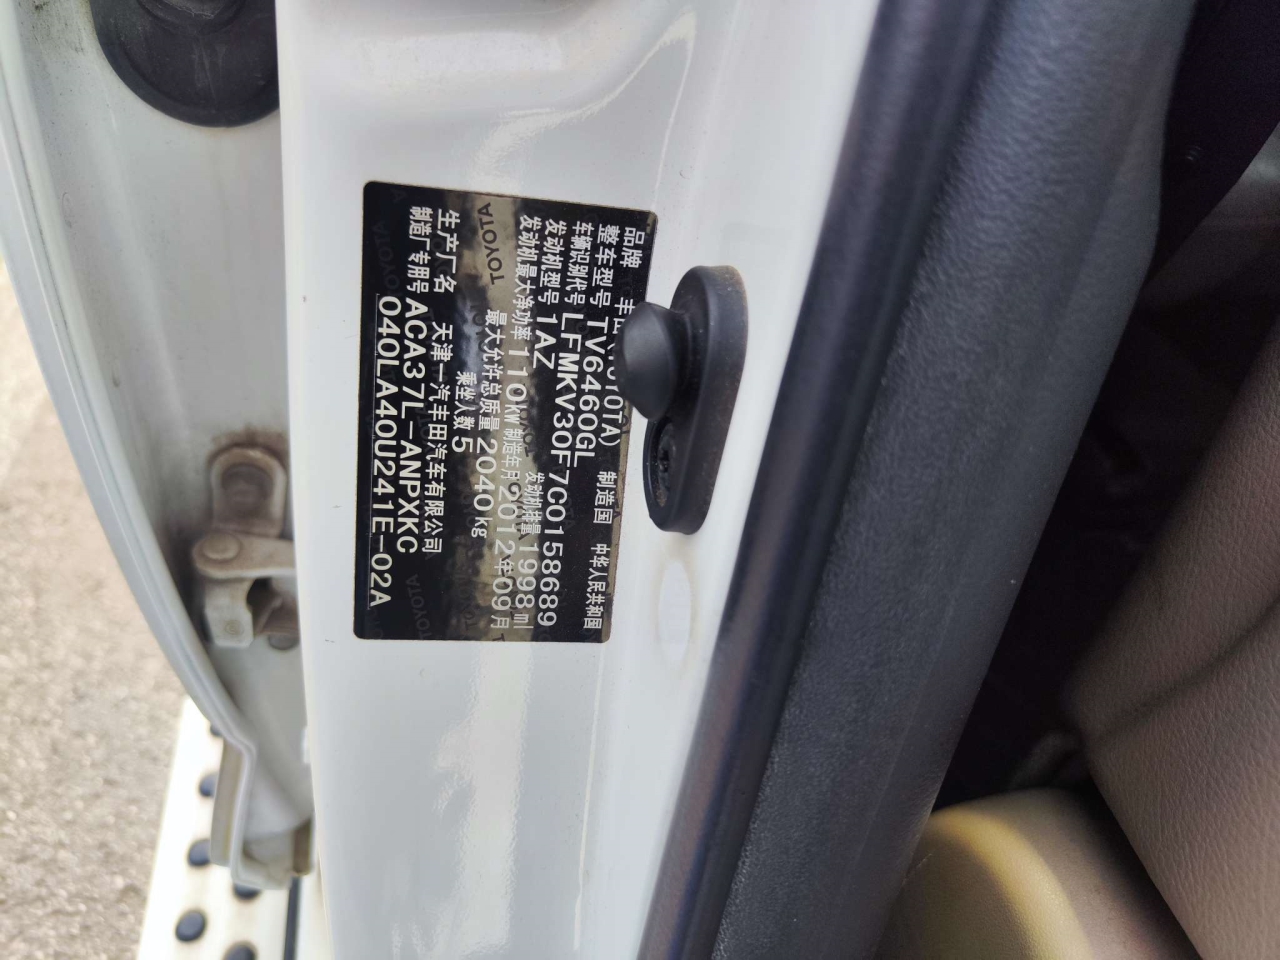 品牌 丰田(TOYOTA) 制造国 中华人民共和国
整车型号 TV6460GL
车辆识别代号 LFMKV30F7C0158689
发动机型号 1AZ 发动机排量 1998ml
发动机最大净功率 110kW 制造年月 2012年09月
最大允许总质量 2040kg
乘坐人数 5
生产厂名 天津一汽丰田汽车有限公司
制造厂专用号 ACA37L-ANPXKC
040LA40U241E-02A